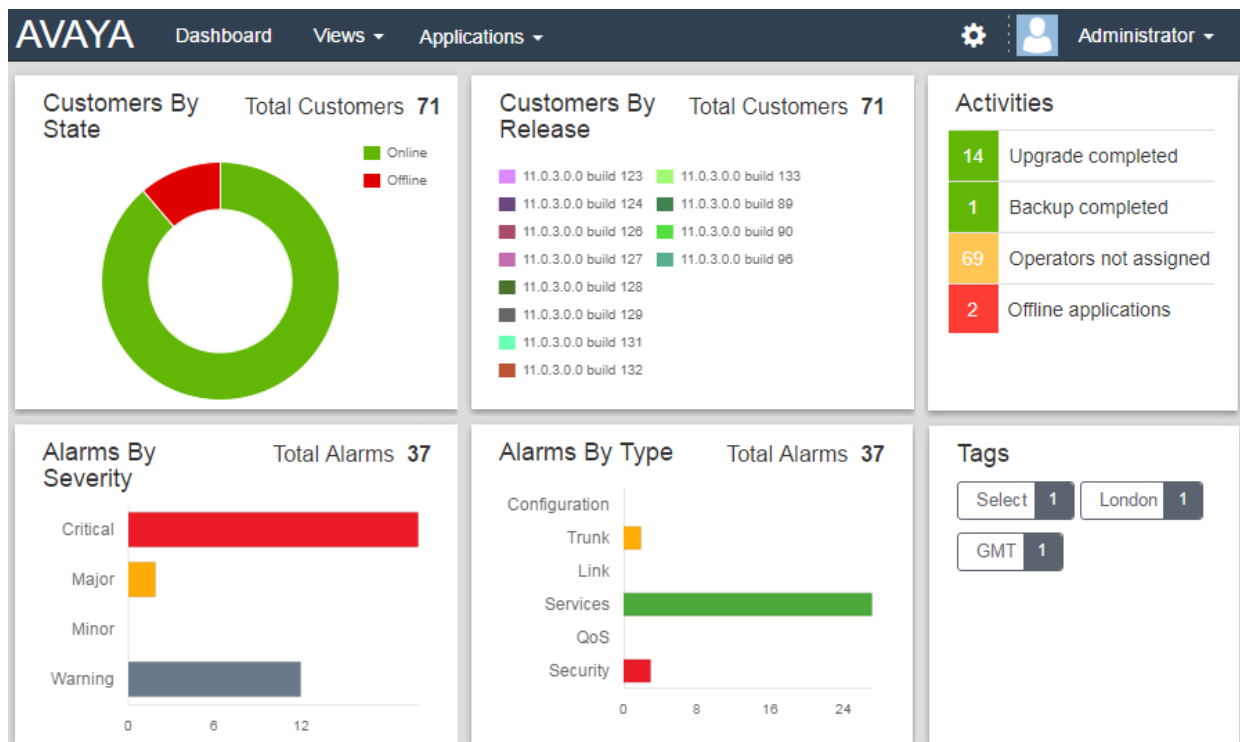 AVAYA Dashboard Views Applications Administrator
Customers By State
Total Customers 71
Online
Offline
Customers By Release
Total Customers 71
11.0.3.0.0 build 123
11.0.3.0.0 build 124
11.0.3.0.0 build 126
11.0.3.0.0 build 127
11.0.3.0.0 build 128
11.0.3.0.0 build 129
11.0.3.0.0 build 131
11.0.3.0.0 build 132
11.0.3.0.0 build 133
11.0.3.0.0 build 89
11.0.3.0.0 build 90
11.0.3.0.0 build 96
Activities
14 Upgrade completed
1 Backup completed
69 Operators not assigned
2 Offline applications
Alarms By Severity
Total Alarms 37
Critical
Major
Minor
Warning
0 6 12
Alarms By Type
Total Alarms 37
Configuration
Trunk
Link
Services
QoS
Security
0 8 16 24
Tags
Select 1 London 1
GMT 1